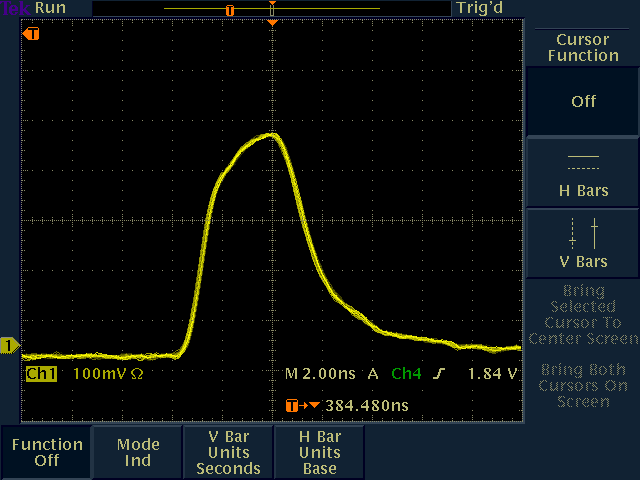 Tek Run Trig'd
T
T
Cursor
Function
Off
H Bars
V Bars
Bring
Selected
Cursor To
Center Screen
Bring Both
Cursors On
Screen
1
Ch1 100mVΩ M 2.00ns A Ch4 1.84 V
T 384.480ns
Function
Off
Mode
Ind
V Bar
Units
Seconds
H Bar
Units
Base